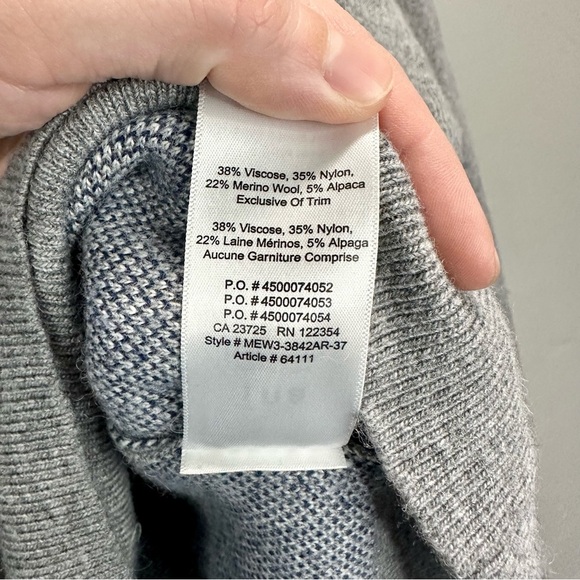 38% Viscose, 35% Nylon,
22% Merino Wool, 5% Alpaca
Exclusive Of Trim
38% Viscose, 35% Nylon,
22% Laine Mérinos, 5% Alpaga
Aucune Garniture Comprise
P.O. # 4500074052
P.O. # 4500074053
P.O. # 4500074054
CA 23725 RN 122354
Style # MEW3-3842AR-37
Article # 64111